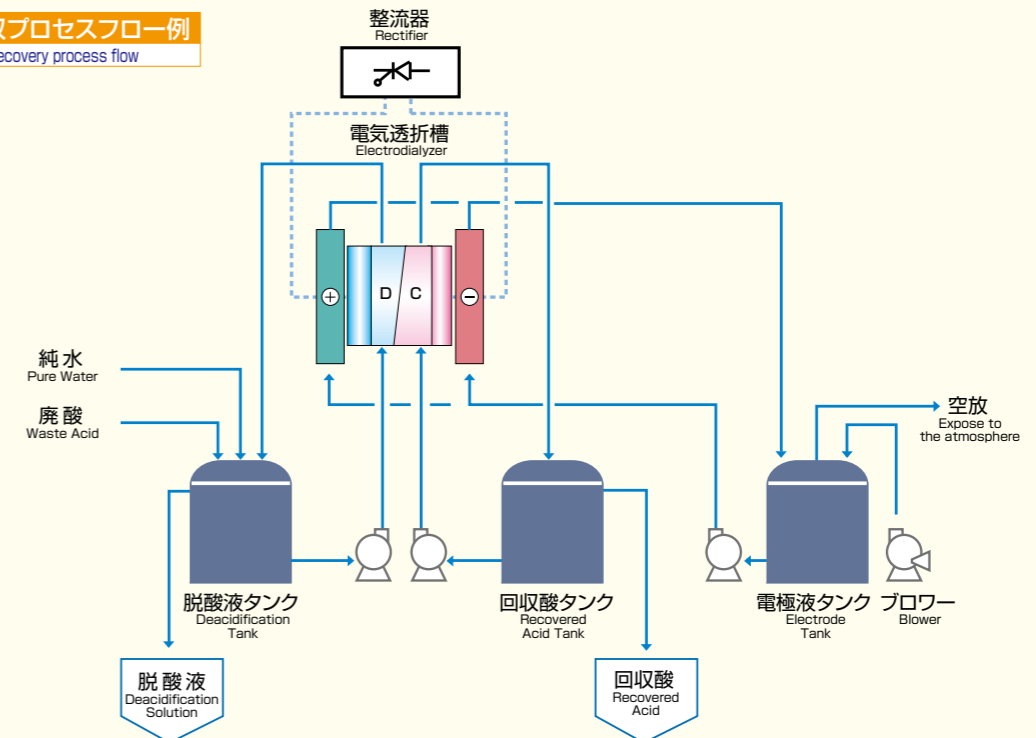 収プロセスフロー例
ecovery process flow
整流器
Rectifier
電気透折槽
Electrodialyzer
+
D
C
−
純水
Pure Water
廃酸
Waste Acid
空放
Expose to
the atmosphere
脱酸液タンク
Deacidification
Tank
回収酸タンク
Recovered
Acid Tank
電極液タンク
Electrode
Tank
ブロワー
Blower
脱酸液
Deacidification
Solution
回収酸
Recovered
Acid